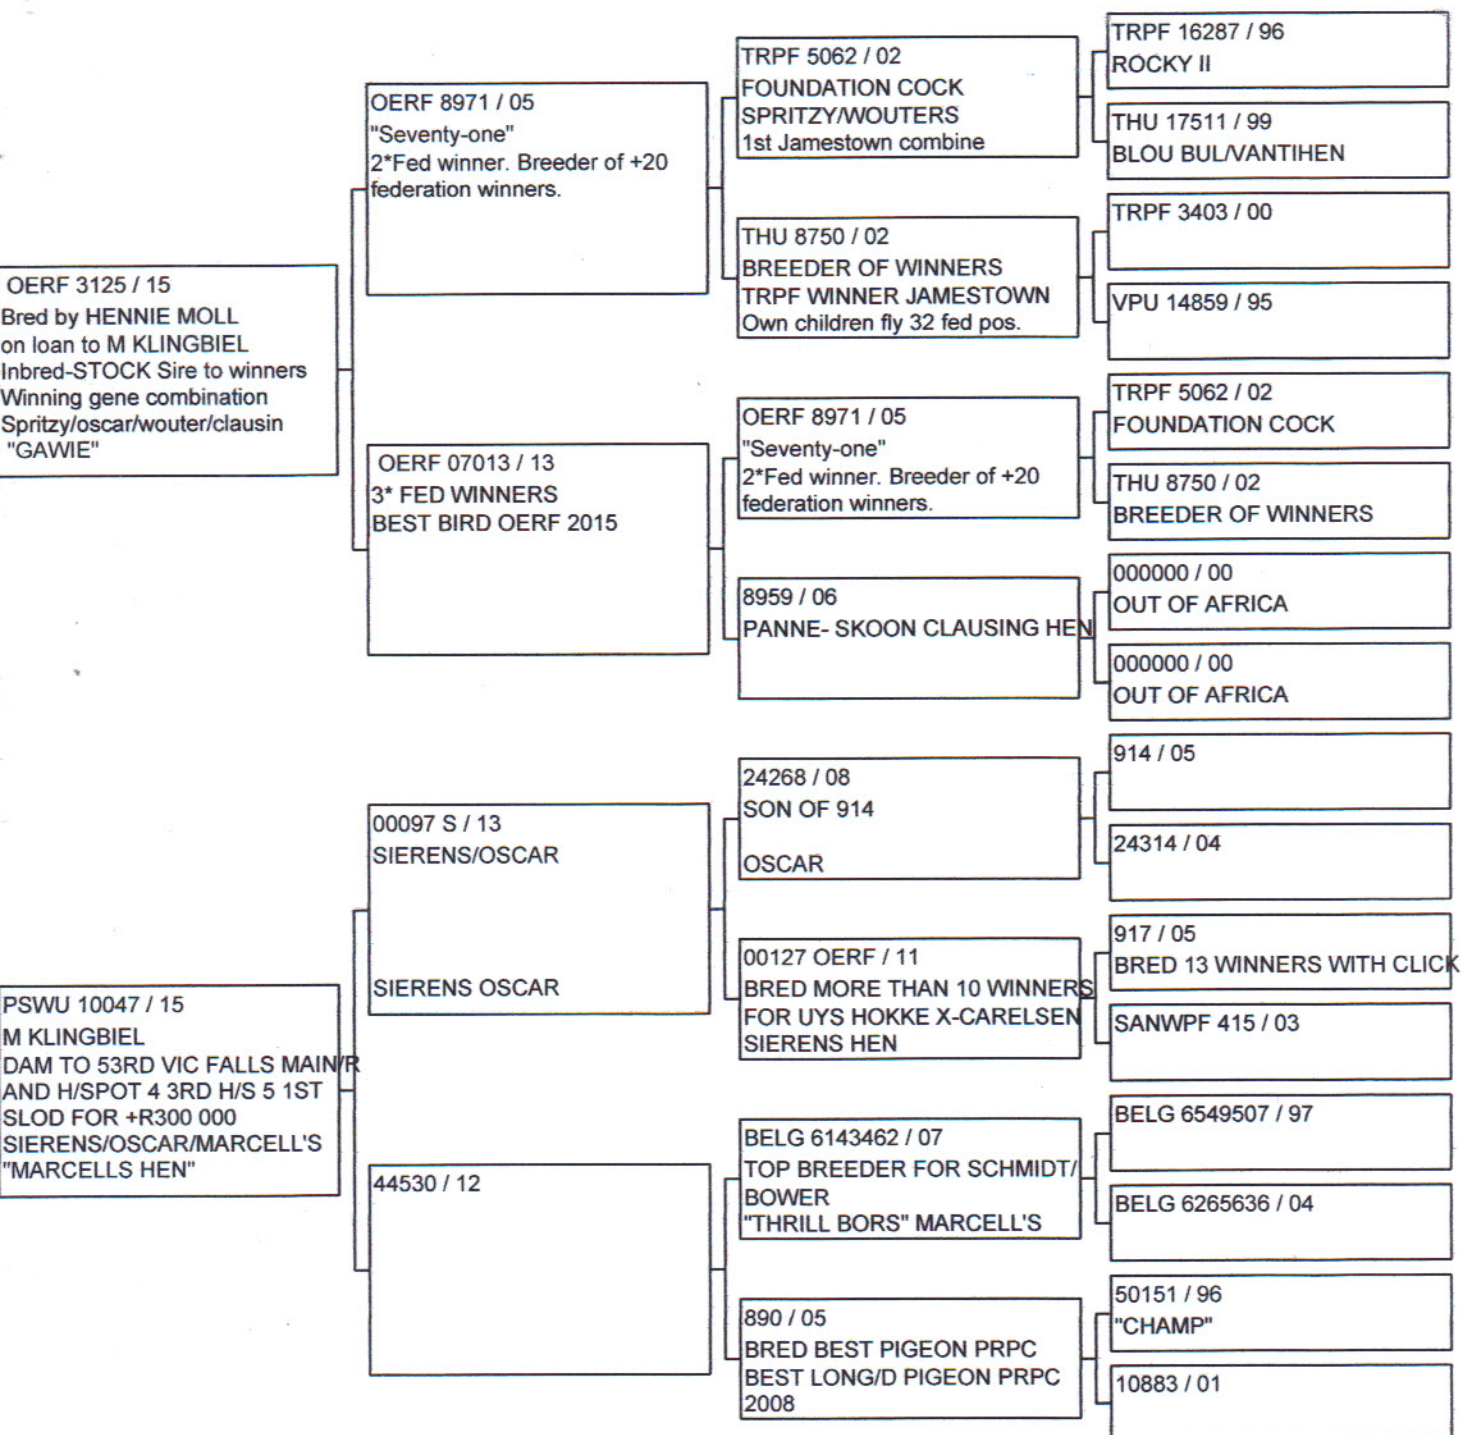 OERF 3125 / 15
Bred by HENNIE MOLL
on loan to M KLINGBIEL
Inbred-STOCK Sire to winners
Winning gene combination
Spritzy/oscar/wouter/clausin
"GAWIE"
PSWU 10047 / 15
M KLINGBIEL
DAM TO 53RD VIC FALLS MAIN/R
AND H/SPOT 4 3RD H/S 5 1ST
SLOD FOR +R300 000
SIERENS/OSCAR/MARCELL'S
"MARCELLS HEN"
OERF 8971 / 05
"Seventy-one"
2*Fed winner. Breeder of +20
federation winners.
OERF 07013 / 13
3* FED WINNERS
BEST BIRD OERF 2015
00097 S / 13
SIERENS/OSCAR
SIERENS OSCAR
44530 / 12
TRPF 5062 / 02
FOUNDATION COCK
SPRITZY/WOUTERS
1st Jamestown combine
THU 8750 / 02
BREEDER OF WINNERS
TRPF WINNER JAMESTOWN
Own children fly 32 fed pos.
OERF 8971 / 05
"Seventy-one"
2*Fed winner. Breeder of +20
federation winners.
8959 / 06
PANNE- SKOON CLAUSING HEN
24268 / 08
SON OF 914
OSCAR
00127 OERF / 11
BRED MORE THAN 10 WINNERS
FOR UYS HOKKE X-CARELSEN
SIERENS HEN
BELG 6143462 / 07
TOP BREEDER FOR SCHMIDT/
BOWER
"THRILL BORS" MARCELL'S
890 / 05
BRED BEST PIGEON PRPC
BEST LONG/D PIGEON PRPC
2008
TRPF 16287 / 96
ROCKY II
THU 17511 / 99
BLOU BUL/VANTIHEN
TRPF 3403 / 00
VPU 14859 / 95
TRPF 5062 / 02
FOUNDATION COCK
THU 8750 / 02
BREEDER OF WINNERS
000000 / 00
OUT OF AFRICA
000000 / 00
OUT OF AFRICA
914 / 05
24314 / 04
917 / 05
BRED 13 WINNERS WITH CLICK
SANWPF 415 / 03
BELG 6549507 / 97
BELG 6265636 / 04
50151 / 96
"CHAMP"
10883 / 01